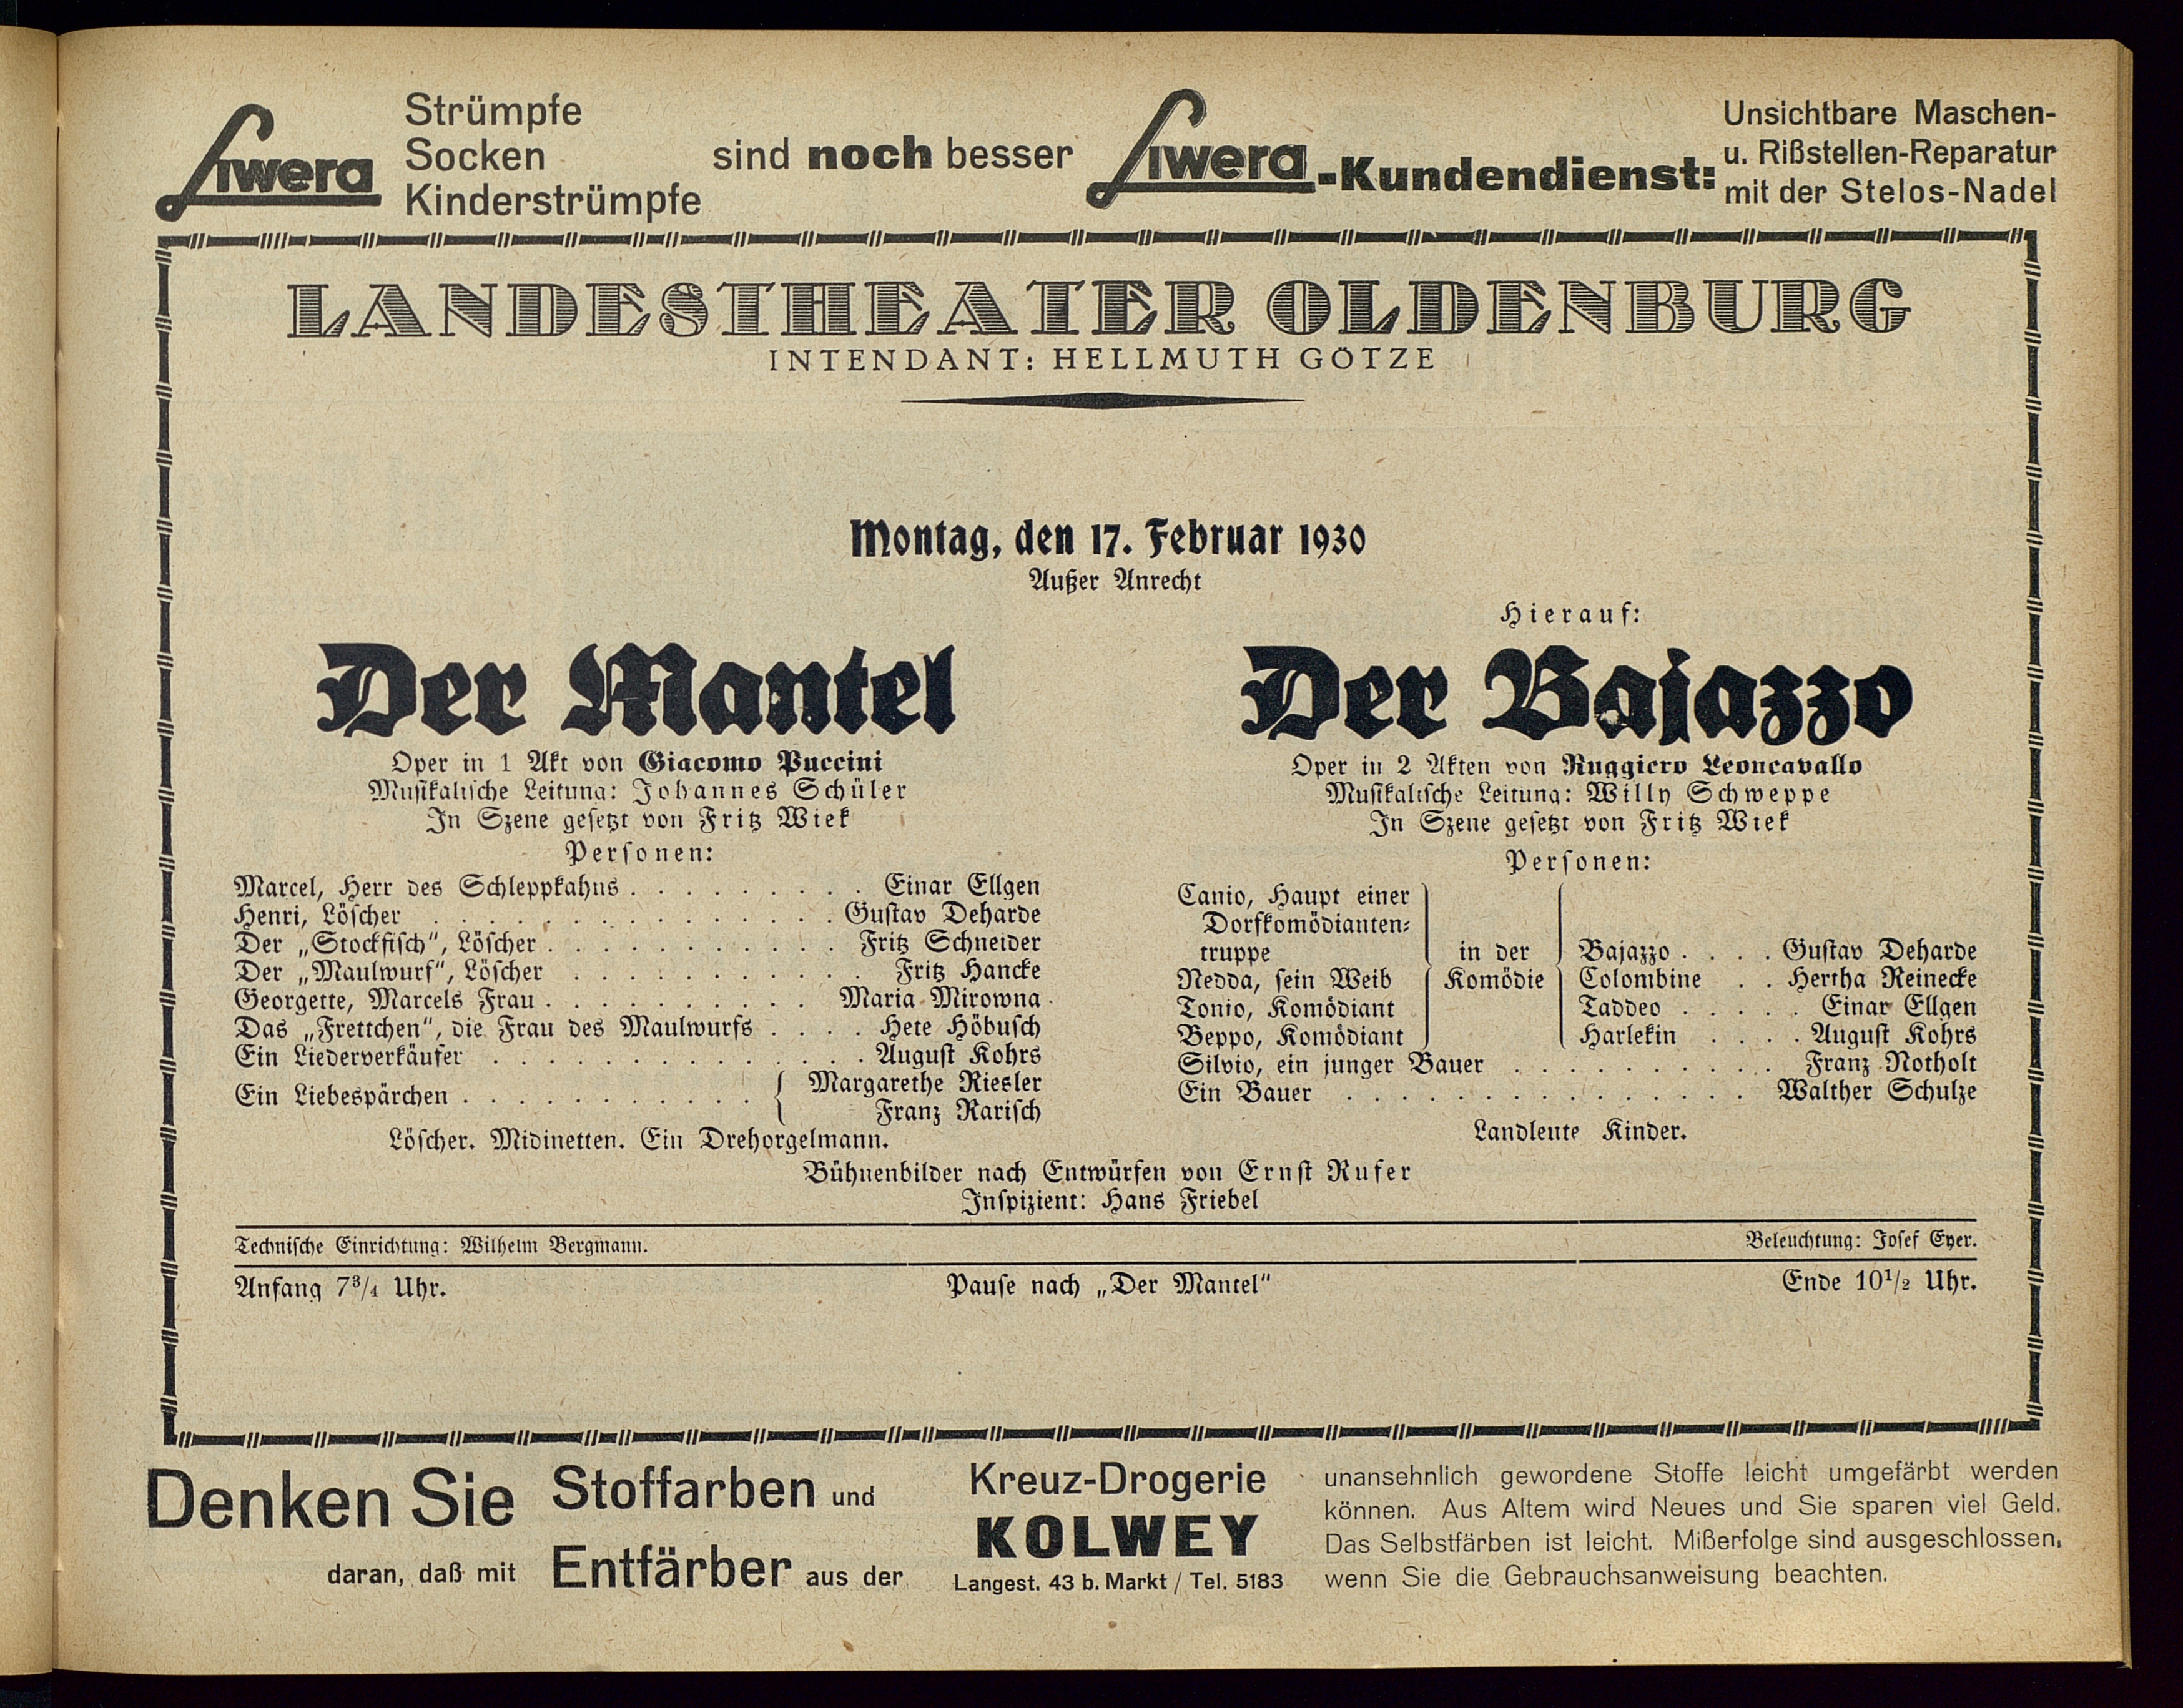 Liwera
Strümpfe
Socken
Kinderstrümpfe
sind noch besser
Liwera-Kundendienst:
Unsichtbare Maschen-
u. Rißstellen-Reparatur
mit der Stelos-Nadel
LANDESTHEATER OLDENBURG
INTENDANT: HELLMUTH GÖTZE
Montag, den 17. Februar 1930
Außer Anrecht
Der Mantel
Oper in 1 Akt von Giacomo Puccini
Musikalische Leitung: Johannes Schüler
In Szene gesetzt von Fritz Wiek
Personen:
Marcel, Herr des Schleppkahns . . . . . . . . . Einar Ellgen
Henri, Löscher . . . . . . . . . . . . . . . Gustav Deharde
Der „Stockfisch“, Löscher . . . . . . . . . . . Fritz Schneider
Der „Maulwurf“, Löscher . . . . . . . . . . . Fritz Hancke
Georgette, Marcels Frau . . . . . . . . . . Maria Mirowna
Das „Frettchen“, die Frau des Maulwurfs . . . . Hete Höbusch
Ein Liederverkäufer . . . . . . . . . . . . . . August Kohrs
Ein Liebespärchen . . . . . . . . . . . { Margarethe Riesler
Franz Rarisch
Löscher. Midinetten. Ein Drehorgelmann.
Hierauf:
Der Bajazzo
Oper in 2 Akten von Ruggiero Leoncavallo
Musikalische Leitung: Willy Schweppe
In Szene gesetzt von Fritz Wiek
Personen:
Canio, Haupt einer
Dorfkomödianten-
truppe } in der { Bajazzo . . . . Gustav Deharde
Nedda, sein Weib } Komödie { Colombine . . Hertha Reinecke
Tonio, Komödiant Taddeo . . . . . Einar Ellgen
Beppo, Komödiant Harlekin . . . . August Kohrs
Silvio, ein junger Bauer . . . . . . . . . . Franz Notholt
Ein Bauer . . . . . . . . . . . . . . . Walther Schulze
Landleute Kinder.
Bühnenbilder nach Entwürfen von Ernst Rufer
Inspizient: Hans Friebel
Technische Einrichtung: Wilhelm Bergmann. Beleuchtung: Josef Eyer.
Anfang 7³/₄ Uhr. Pause nach „Der Mantel“ Ende 10¹/₂ Uhr.
Denken Sie
daran, daß mit
Stoffarben und
Entfärber aus der
Kreuz-Drogerie
KOLWEY
Langest. 43 b. Markt / Tel. 5183
unansehnlich gewordene Stoffe leicht umgefärbt werden
können. Aus Altem wird Neues und Sie sparen viel Geld.
Das Selbstfärben ist leicht. Mißerfolge sind ausgeschlossen,
wenn Sie die Gebrauchsanweisung beachten.